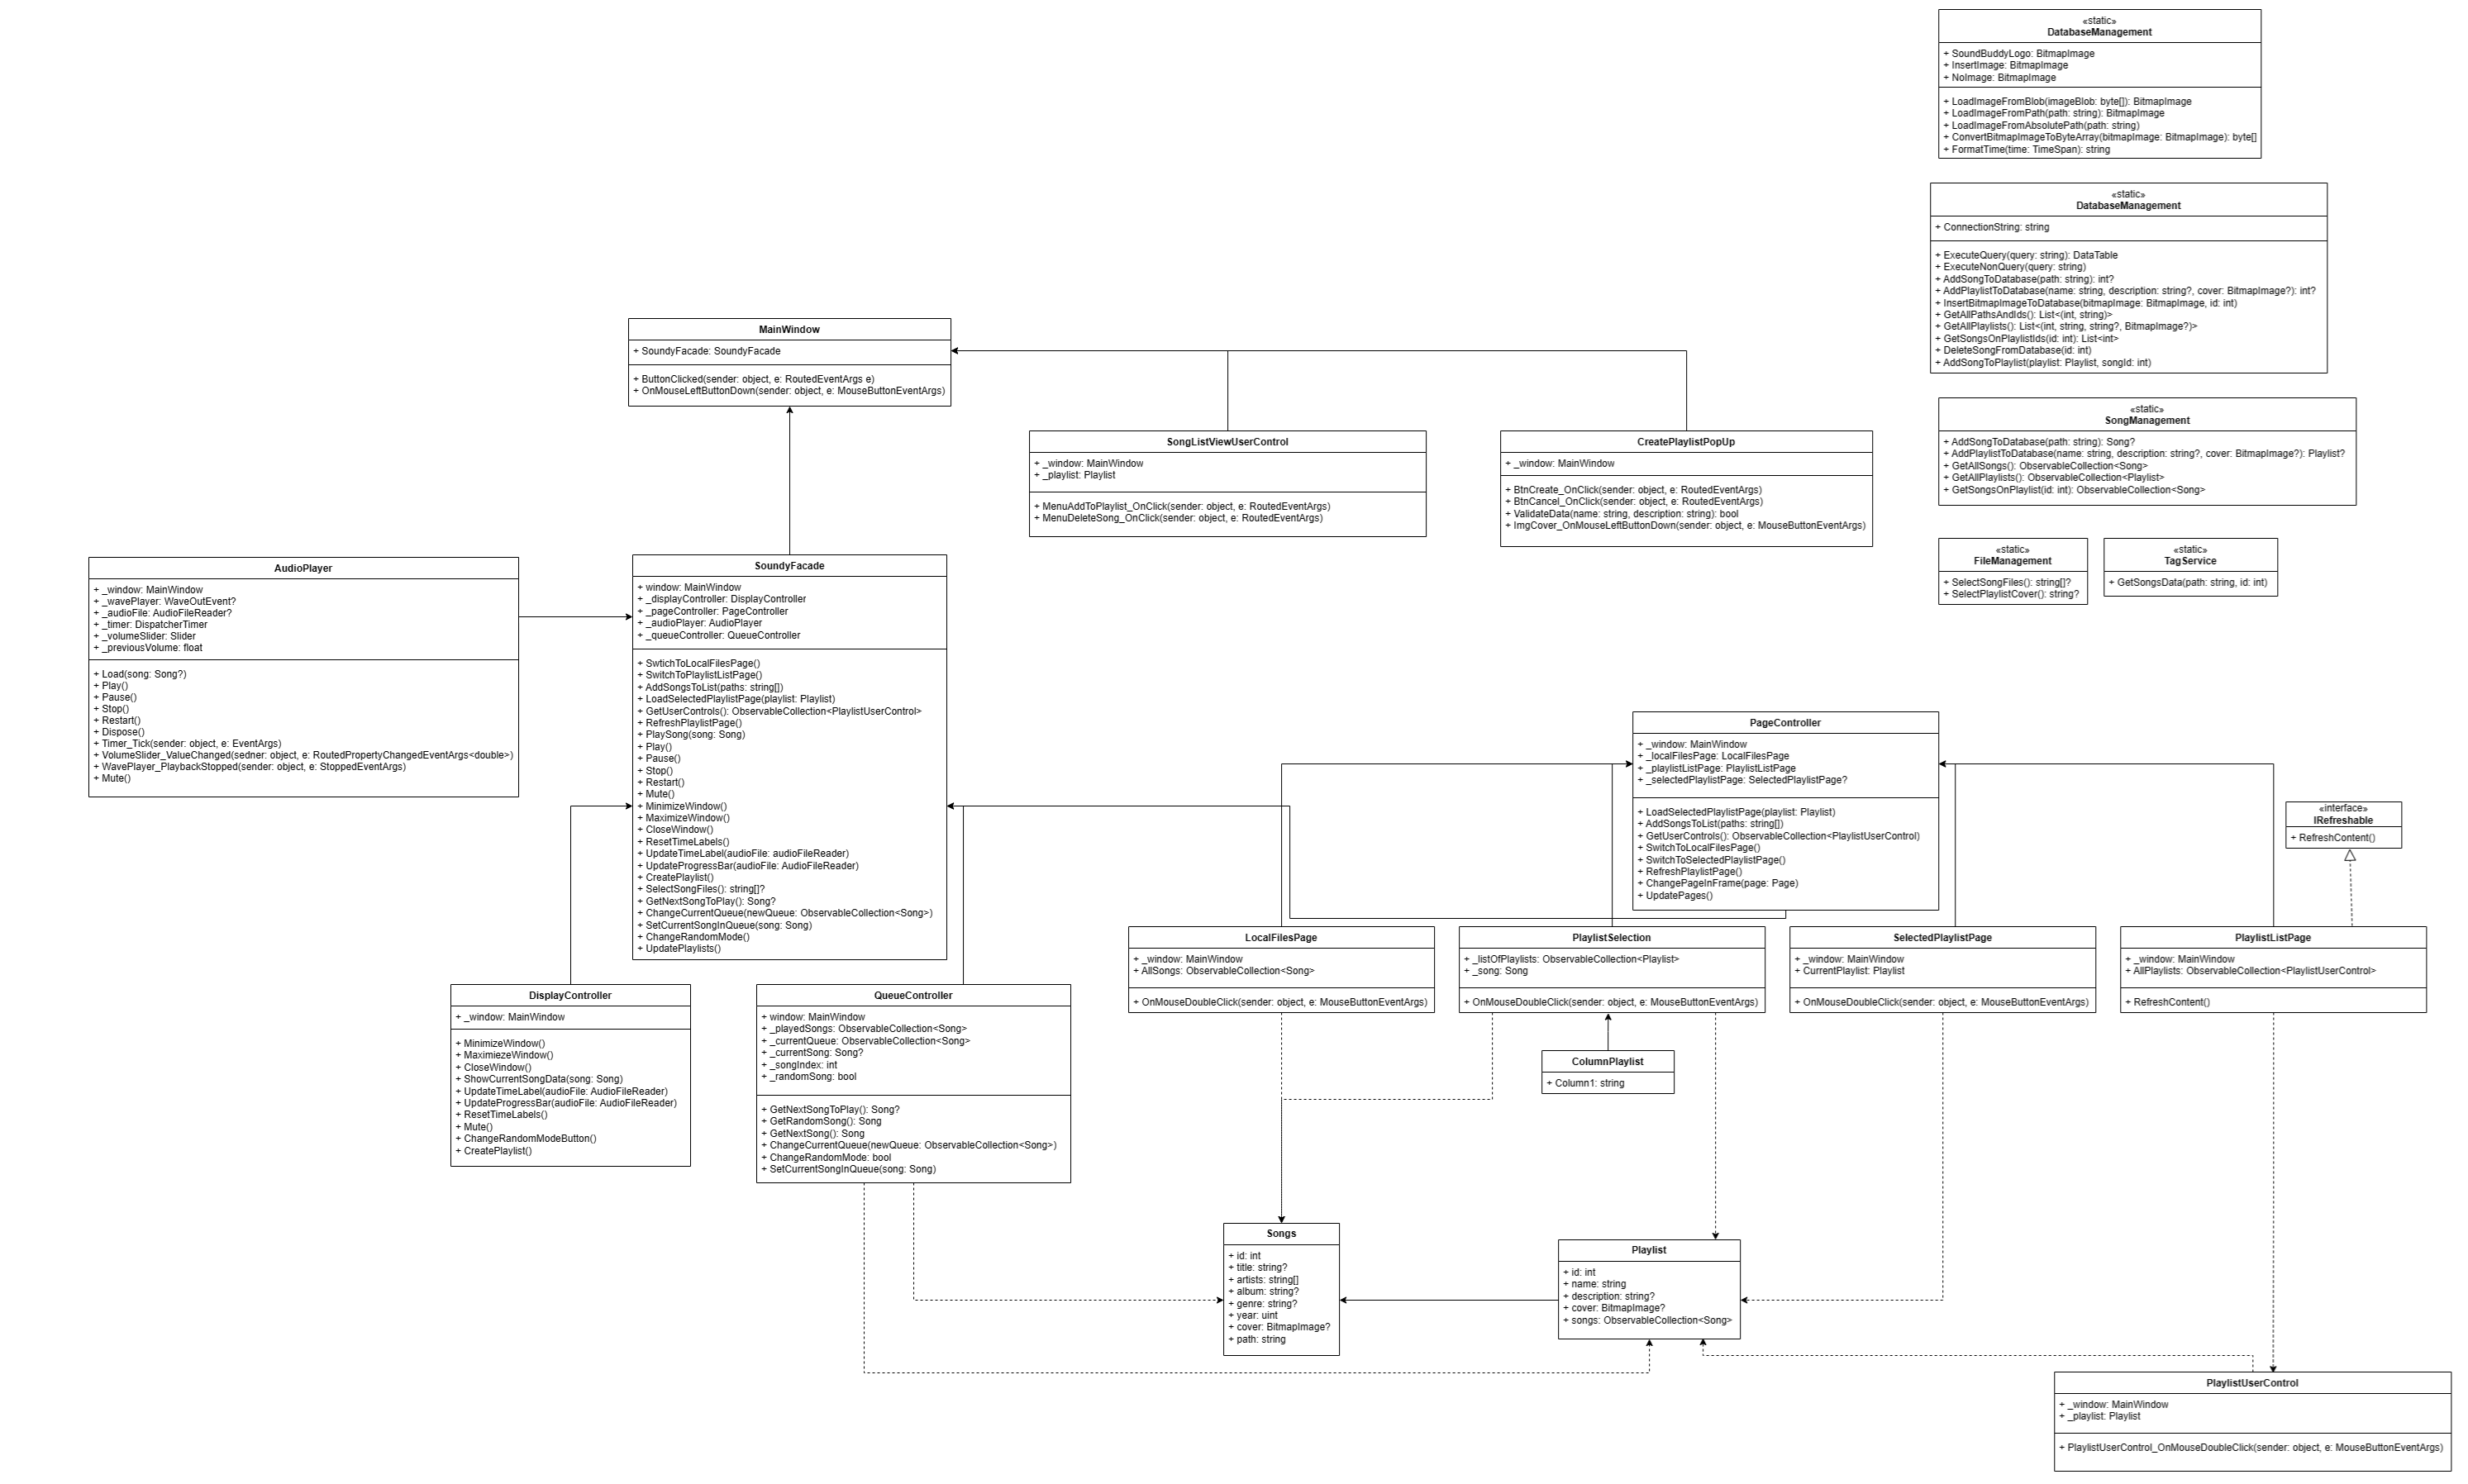 «static»
DatabaseManagement
+ SoundBuddyLogo: BitmapImage
+ InsertImage: BitmapImage
+ NoImage: BitmapImage
+ LoadImageFromBlob(imageBlob: byte[]): BitmapImage
+ LoadImageFromPath(path: string): BitmapImage
+ LoadImageFromAbsolutePath(path: string)
+ ConvertBitmapImageToByteArray(bitmapImage: BitmapImage): byte[]
+ FormatTime(time: TimeSpan): string
«static»
DatabaseManagement
+ ConnectionString: string
+ ExecuteQuery(query: string): DataTable
+ ExecuteNonQuery(query: string)
+ AddSongToDatabase(path: string): int?
+ AddPlaylistToDatabase(name: string, description: string?, cover: BitmapImage?): int?
+ InsertBitmapImageToDatabase(bitmapImage: BitmapImage, id: int)
+ GetAllPathsAndIds(): List<(int, string)>
+ GetAllPlaylists(): List<(int, string, string?, BitmapImage?)>
+ GetSongsOnPlaylistIds(id: int): List<int>
+ DeleteSongFromDatabase(id: int)
+ AddSongToPlaylist(playlist: Playlist, songId: int)
MainWindow
+ SoundyFacade: SoundyFacade
+ ButtonClicked(sender: object, e: RoutedEventArgs e)
+ OnMouseLeftButtonDown(sender: object, e: MouseButtonEventArgs)
«static»
SongManagement
+ AddSongToDatabase(path: string): Song?
+ AddPlaylistToDatabase(name: string, description: string?, cover: BitmapImage?): Playlist?
+ GetAllSongs(): ObservableCollection<Song>
+ GetAllPlaylists(): ObservableCollection<Playlist>
+ GetSongsOnPlaylist(id: int): ObservableCollection<Song>
SongListViewUserControl
+ _window: MainWindow
+ _playlist: Playlist
+ MenuAddToPlaylist_OnClick(sender: object, e: RoutedEventArgs)
+ MenuDeleteSong_OnClick(sender: object, e: RoutedEventArgs)
CreatePlaylistPopUp
+ _window: MainWindow
+ BtnCreate_OnClick(sender: object, e: RoutedEventArgs)
+ BtnCancel_OnClick(sender: object, e: RoutedEventArgs)
+ ValidateData(name: string, description: string): bool
+ ImgCover_OnMouseLeftButtonDown(sender: object, e: MouseButtonEventArgs)
«static»
FileManagement
+ SelectSongFiles(): string[]?
+ SelectPlaylistCover(): string?
«static»
TagService
+ GetSongsData(path: string, id: int)
AudioPlayer
+ _window: MainWindow
+ _wavePlayer: WaveOutEvent?
+ _audioFile: AudioFileReader?
+ _timer: DispatcherTimer
+ _volumeSlider: Slider
+ _previousVolume: float
+ Load(song: Song?)
+ Play()
+ Pause()
+ Stop()
+ Restart()
+ Dispose()
+ Timer_Tick(sender: object, e: EventArgs)
+ VolumeSlider_ValueChanged(sedner: object, e: RoutedPropertyChangedEventArgs<double>)
+ WavePlayer_PlaybackStopped(sender: object, e: StoppedEventArgs)
+ Mute()
SoundyFacade
+ window: MainWindow
+ _displayController: DisplayController
+ _pageController: PageController
+ _audioPlayer: AudioPlayer
+ _queueController: QueueController
+ SwtichToLocalFilesPage()
+ SwitchToPlaylistListPage()
+ AddSongsToList(paths: string[])
+ LoadSelectedPlaylistPage(playlist: Playlist)
+ GetUserControls(): ObservableCollection<PlaylistUserControl>
+ RefreshPlaylistPage()
+ PlaySong(song: Song)
+ Play()
+ Pause()
+ Stop()
+ Restart()
+ Mute()
+ MinimizeWindow()
+ MaximizeWindow()
+ CloseWindow()
+ ResetTimeLabels()
+ UpdateTimeLabel(audioFile: audioFileReader)
+ UpdateProgressBar(audioFile: AudioFileReader)
+ CreatePlaylist()
+ SelectSongFiles(): string[]?
+ GetNextSongToPlay(): Song?
+ ChangeCurrentQueue(newQueue: ObservableCollection<Song>)
+ SetCurrentSongInQueue(song: Song)
+ ChangeRandomMode()
+ UpdatePlaylists()
PageController
+ _window: MainWindow
+ _localFilesPage: LocalFilesPage
+ _playlistListPage: PlaylistListPage
+ _selectedPlaylistPage: SelectedPlaylistPage?
+ LoadSelectedPlaylistPage(playlist: Playlist)
+ AddSongsToList(paths: string[])
+ GetUserControls(): ObservableCollection<PlaylistUserControl)
+ SwitchToLocalFilesPage()
+ SwitchToSelectedPlaylistPage()
+ RefreshPlaylistPage()
+ ChangePageInFrame(page: Page)
+ UpdatePages()
«interface»
IRefreshable
+ RefreshContent()
LocalFilesPage
+ _window: MainWindow
+ AllSongs: ObservableCollection<Song>
+ OnMouseDoubleClick(sender: object, e: MouseButtonEventArgs)
PlaylistSelection
+ _listOfPlaylists: ObservableCollection<Playlist>
+ _song: Song
+ OnMouseDoubleClick(sender: object, e: MouseButtonEventArgs)
SelectedPlaylistPage
+ _window: MainWindow
+ CurrentPlaylist: Playlist
+ OnMouseDoubleClick(sender: object, e: MouseButtonEventArgs)
PlaylistListPage
+ _window: MainWindow
+ AllPlaylists: ObservableCollection<PlaylistUserControl>
+ RefreshContent()
DisplayController
+ _window: MainWindow
+ MinimizeWindow()
+ MaximiezeWindow()
+ CloseWindow()
+ ShowCurrentSongData(song: Song)
+ UpdateTimeLabel(audioFile: AudioFileReader)
+ UpdateProgressBar(audioFile: AudioFileReader)
+ ResetTimeLabels()
+ Mute()
+ ChangeRandomModeButton()
+ CreatePlaylist()
QueueController
+ window: MainWindow
+ _playedSongs: ObservableCollection<Song>
+ _currentQueue: ObservableCollection<Song>
+ _currentSong: Song?
+ _songIndex: int
+ _randomSong: bool
+ GetNextSongToPlay(): Song?
+ GetRandomSong(): Song
+ GetNextSong(): Song
+ ChangeCurrentQueue(newQueue: ObservableCollection<Song>)
+ ChangeRandomMode: bool
+ SetCurrentSongInQueue(song: Song)
ColumnPlaylist
+ Column1: string
Songs
+ id: int
+ title: string?
+ artists: string[]
+ album: string?
+ genre: string?
+ year: uint
+ cover: BitmapImage?
+ path: string
Playlist
+ id: int
+ name: string
+ description: string?
+ cover: BitmapImage?
+ songs: ObservableCollection<Song>
PlaylistUserControl
+ _window: MainWindow
+ _playlist: Playlist
+ PlaylistUserControl_OnMouseDoubleClick(sender: object, e: MouseButtonEventArgs)